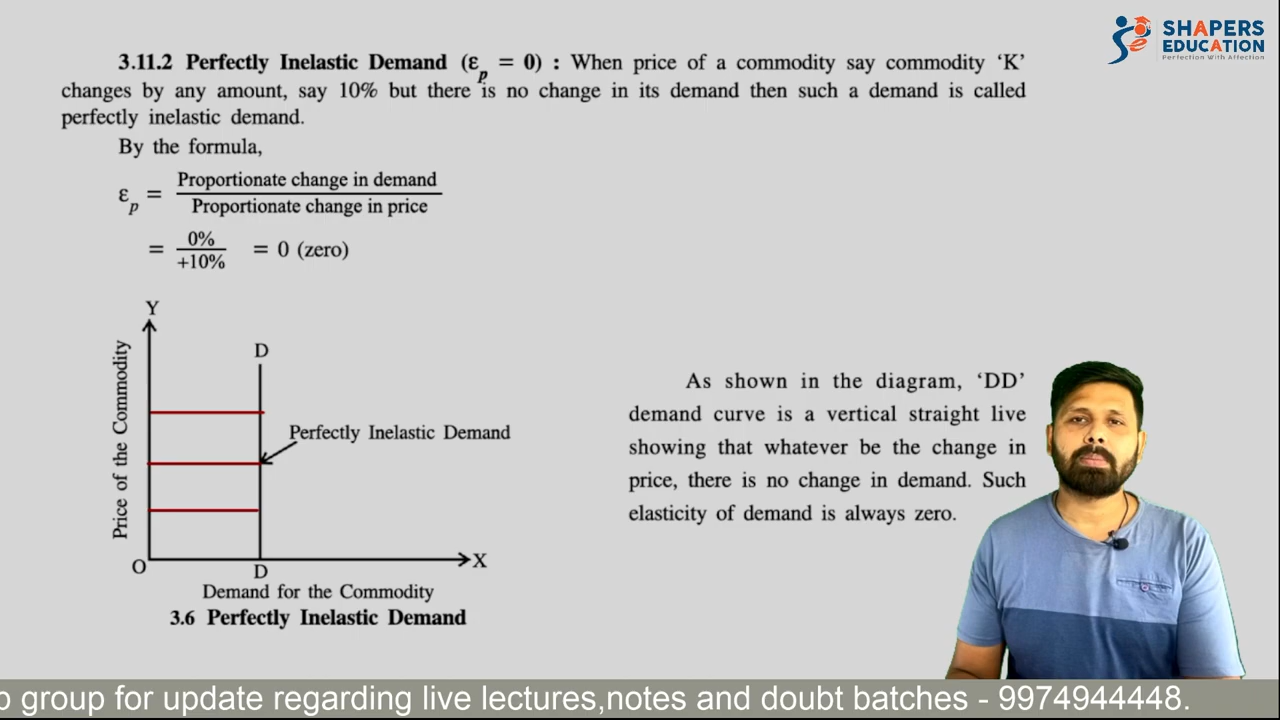 SHAPERS
EDUCATION
Perfection With Affection
3.11.2 Perfectly Inelastic Demand (εp = 0) : When price of a commodity say commodity ‘K’
changes by any amount, say 10% but there is no change in its demand then such a demand is called
perfectly inelastic demand.
By the formula,
εp = Proportionate change in demand
Proportionate change in price
= 0% = 0 (zero)
+10%
Y
D
Price of the Commodity
Perfectly Inelastic Demand
O
D
X
Demand for the Commodity
3.6 Perfectly Inelastic Demand
As shown in the diagram, ‘DD’
demand curve is a vertical straight live
showing that whatever be the change in
price, there is no change in demand. Such
elasticity of demand is always zero.
group for update regarding live lectures,notes and doubt batches - 9974944448.